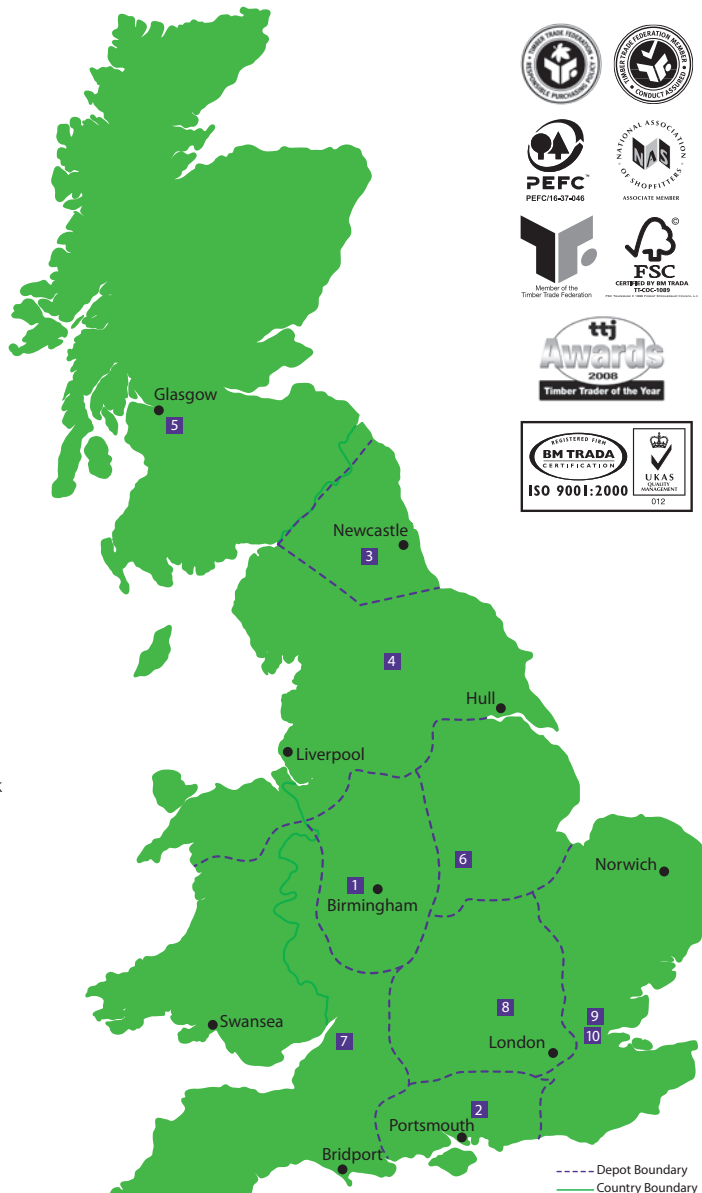 TIMBER TRADE FEDERATION
RESPONSIBLE PURCHASING POLICY
TIMBER TRADE FEDERATION MEMBER
CONDUCT ASSURED
PEFC™
PEFC/16-37-046
NATIONAL ASSOCIATION
OF SHOPFITTERS
NAS
ASSOCIATE MEMBER
Member of the
Timber Trade Federation
©
FSC
CERTIFIED BY BM TRADA
TT-COC-1089
ttj
Awards
2008
Timber Trader of the Year
REGISTERED FIRM
BM TRADA
CERTIFICATION
ISO 9001:2000
UKAS
QUALITY
MANAGEMENT
012
Glasgow
5
Newcastle
3
4
Hull
Liverpool
k
6
Norwich
1
Birmingham
8
9
Swansea
10
7
London
2
Portsmouth
Bridport
Depot Boundary
Country Boundary